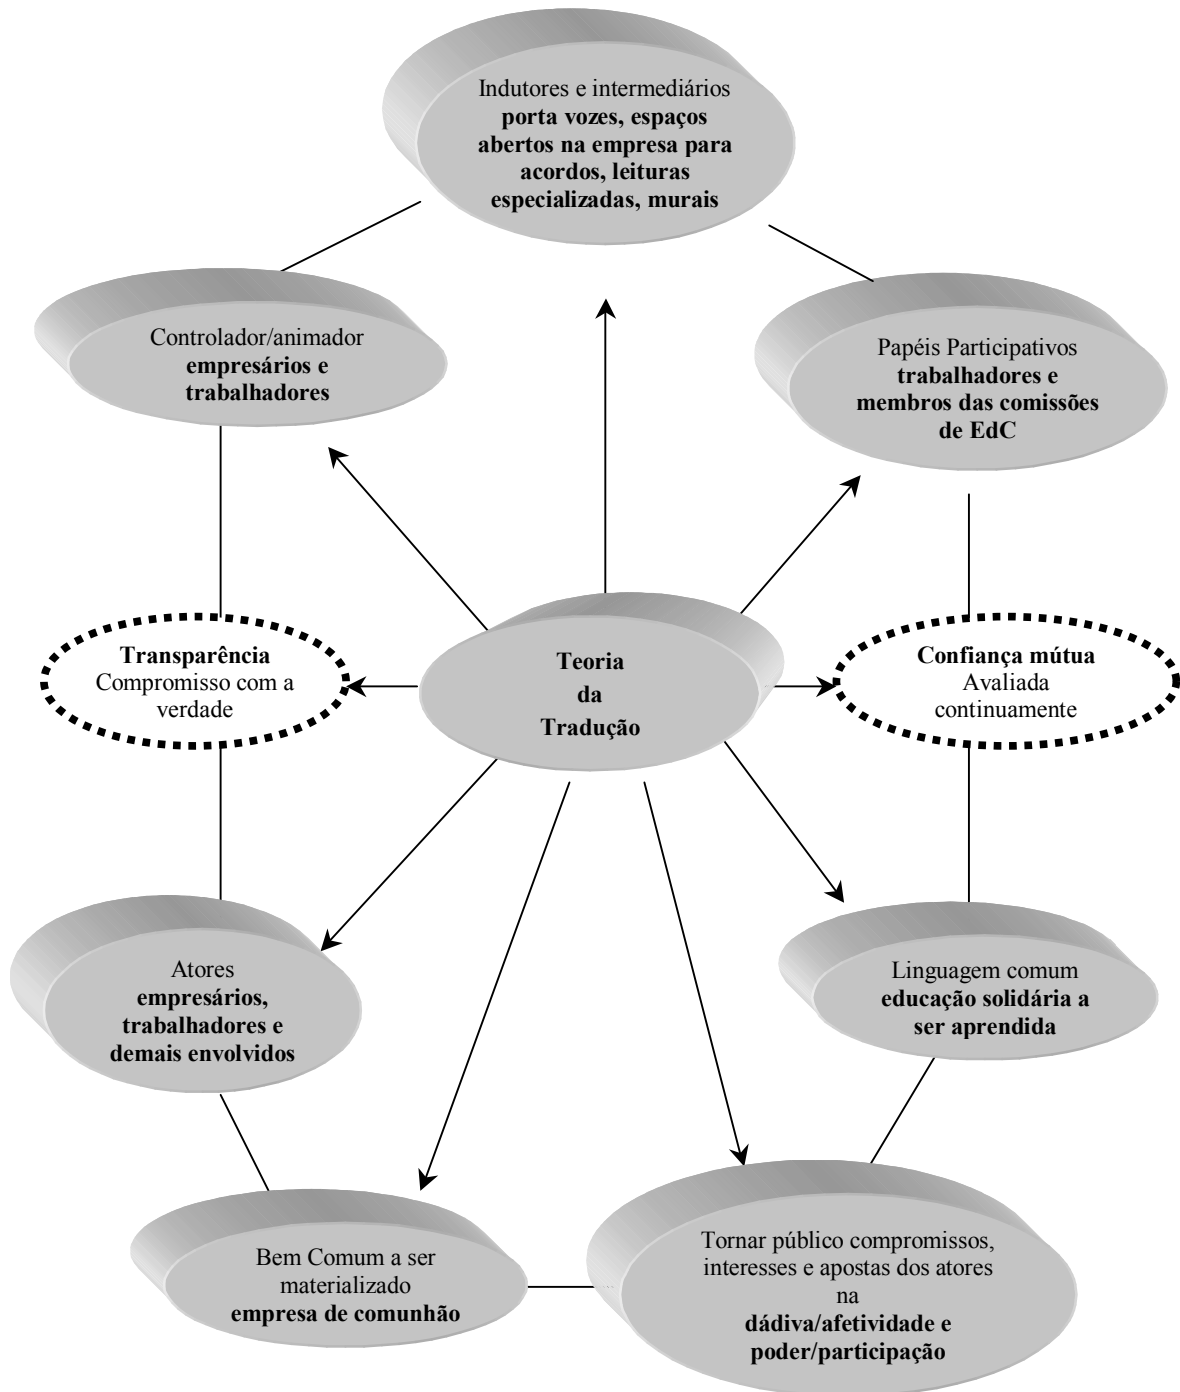 Indutores e intermediários
porta vozes, espaços
abertos na empresa para
acordos, leituras
especializadas, murais
Controlador/animador
empresários e
trabalhadores
Papéis Participativos
trabalhadores e
membros das comissões
de EdC
Transparência
Compromisso com a
verdade
Teoria
da
Tradução
Confiança mútua
Avaliada
continuamente
Atores
empresários,
trabalhadores e
demais envolvidos
Linguagem comum
educação solidária a
ser aprendida
Bem Comum a ser
materializado
empresa de comunhão
Tornar público compromissos,
interesses e apostas dos atores
na
dádiva/afetividade e
poder/participação